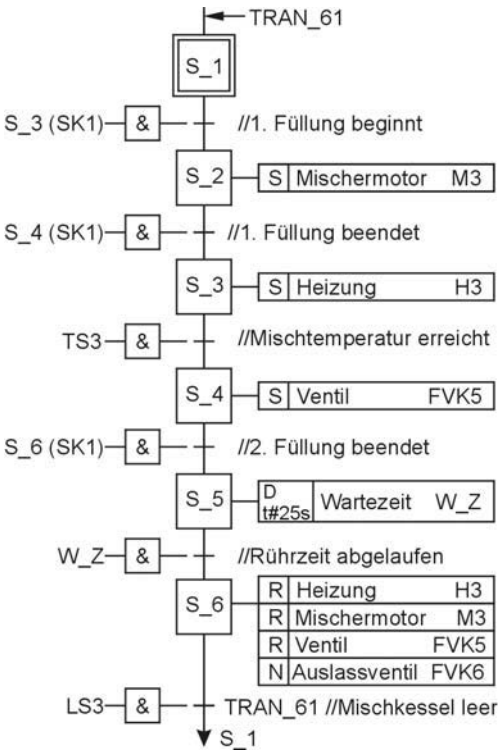 TRAN_61
S_1
S_3 (SK1) & //1. Füllung beginnt
S_2 S Mischermotor M3
S_4 (SK1) & //1. Füllung beendet
S_3 S Heizung H3
TS3 & //Mischtemperatur erreicht
S_4 S Ventil FVK5
S_6 (SK1) & //2. Füllung beendet
S_5 D t#25s Wartezeit W_Z
W_Z & //Rührzeit abgelaufen
S_6 R Heizung H3
R Mischermotor M3
R Ventil FVK5
N Auslassventil FVK6
LS3 & TRAN_61 //Mischkessel leer
S_1